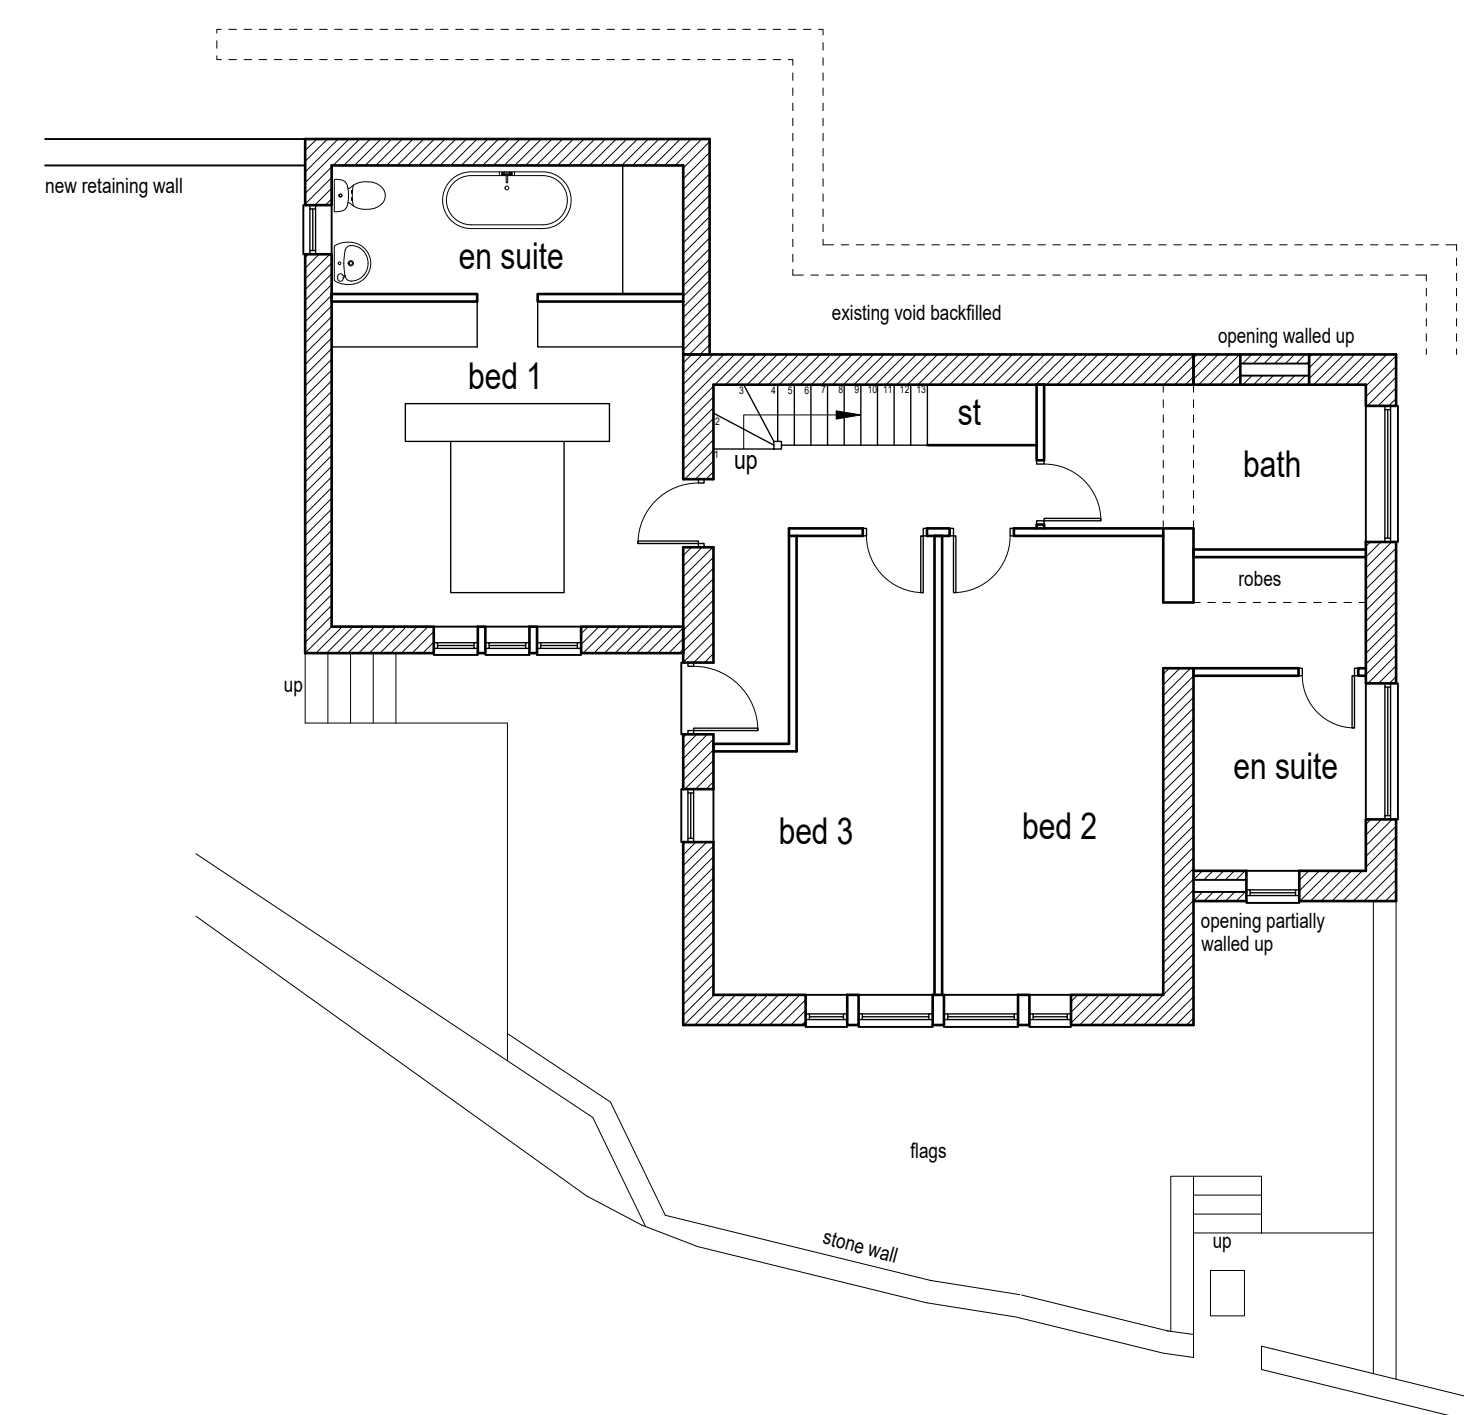 new retaining wall
en suite
existing void backfilled
opening walled up
bed 1
1 2 3 4 5 6 7 8 9 10 11 12 13
st
up
bath
robes
up
en suite
bed 3
bed 2
opening partially
walled up
flags
stone wall
up